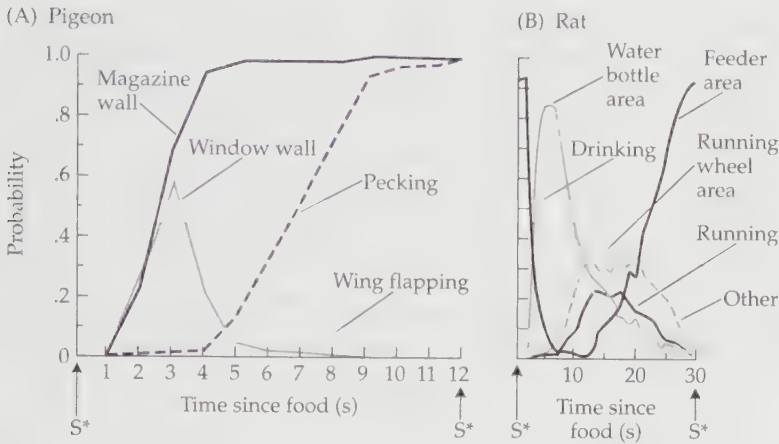 (A) Pigeon
1.0
.8
.6
.4
.2
0
Probability
Magazine
wall
Window wall
Pecking
Wing flapping
1 2 3 4 5 6 7 8 9 10 11 12
Time since food (s)
S*
S*
(B) Rat
Water
bottle
area
Feeder
area
Drinking
Running
wheel
area
Running
Other
10 20 30
Time since
food (s)
S*
S*